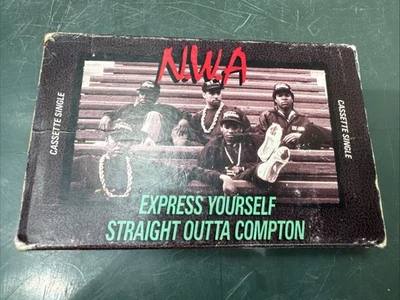 N.W.A
CASSETTE SINGLE
CASSETTE SINGLE
EXPRESS YOURSELF
STRAIGHT OUTTA COMPTON